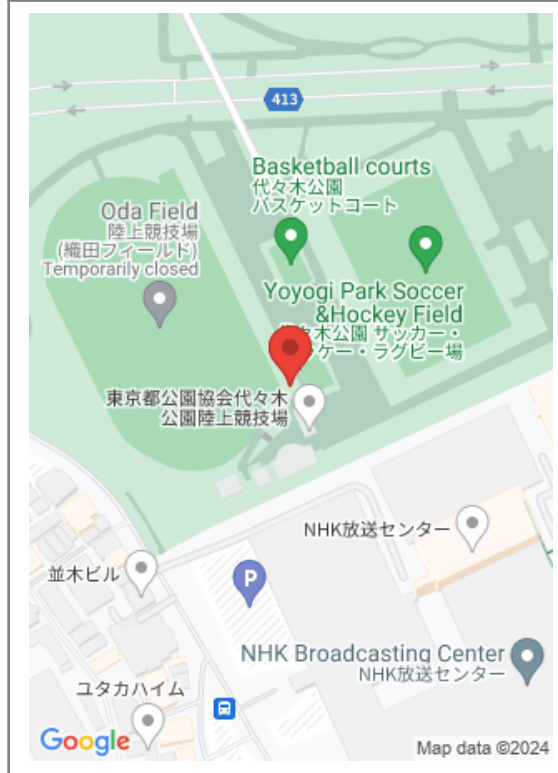 413
Basketball courts
代々木公園
バスケットコート
Oda Field
陸上競技場
(織田フィールド)
Temporarily closed
Yoyogi Park Soccer
&Hockey Field
木公園 サッカー・
ケー・ラグビー場
東京都公園協会代々木
公園陸上競技場
NHK放送センター
並木ビル
P
NHK Broadcasting Center
NHK放送センター
ユタカハイム
Google
Map data ©2024